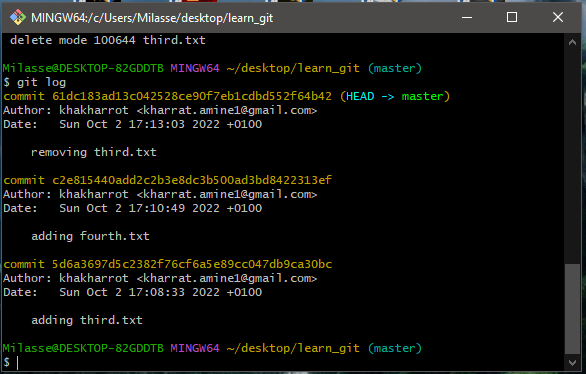 MINGW64:/c/Users/Milasse/desktop/learn_git
delete mode 100644 third.txt
Milasse@DESKTOP-82GDDTB MINGW64 ~/desktop/learn_git (master)
$ git log
commit 61dc183ad13c042528ce90f7eb1cdbd552f64b42 (HEAD -> master)
Author: khakharrot <kharrat.amine1@gmail.com>
Date:   Sun Oct 2 17:13:03 2022 +0100
removing third.txt
commit c2e815440add2c2b3e8dc3b500ad3bd8422313ef
Author: khakharrot <kharrat.amine1@gmail.com>
Date:   Sun Oct 2 17:10:49 2022 +0100
adding fourth.txt
commit 5d6a3697d5c2382f76cf6a5e89cc047db9ca30bc
Author: khakharrot <kharrat.amine1@gmail.com>
Date:   Sun Oct 2 17:08:33 2022 +0100
adding third.txt
Milasse@DESKTOP-82GDDTB MINGW64 ~/desktop/learn_git (master)
$